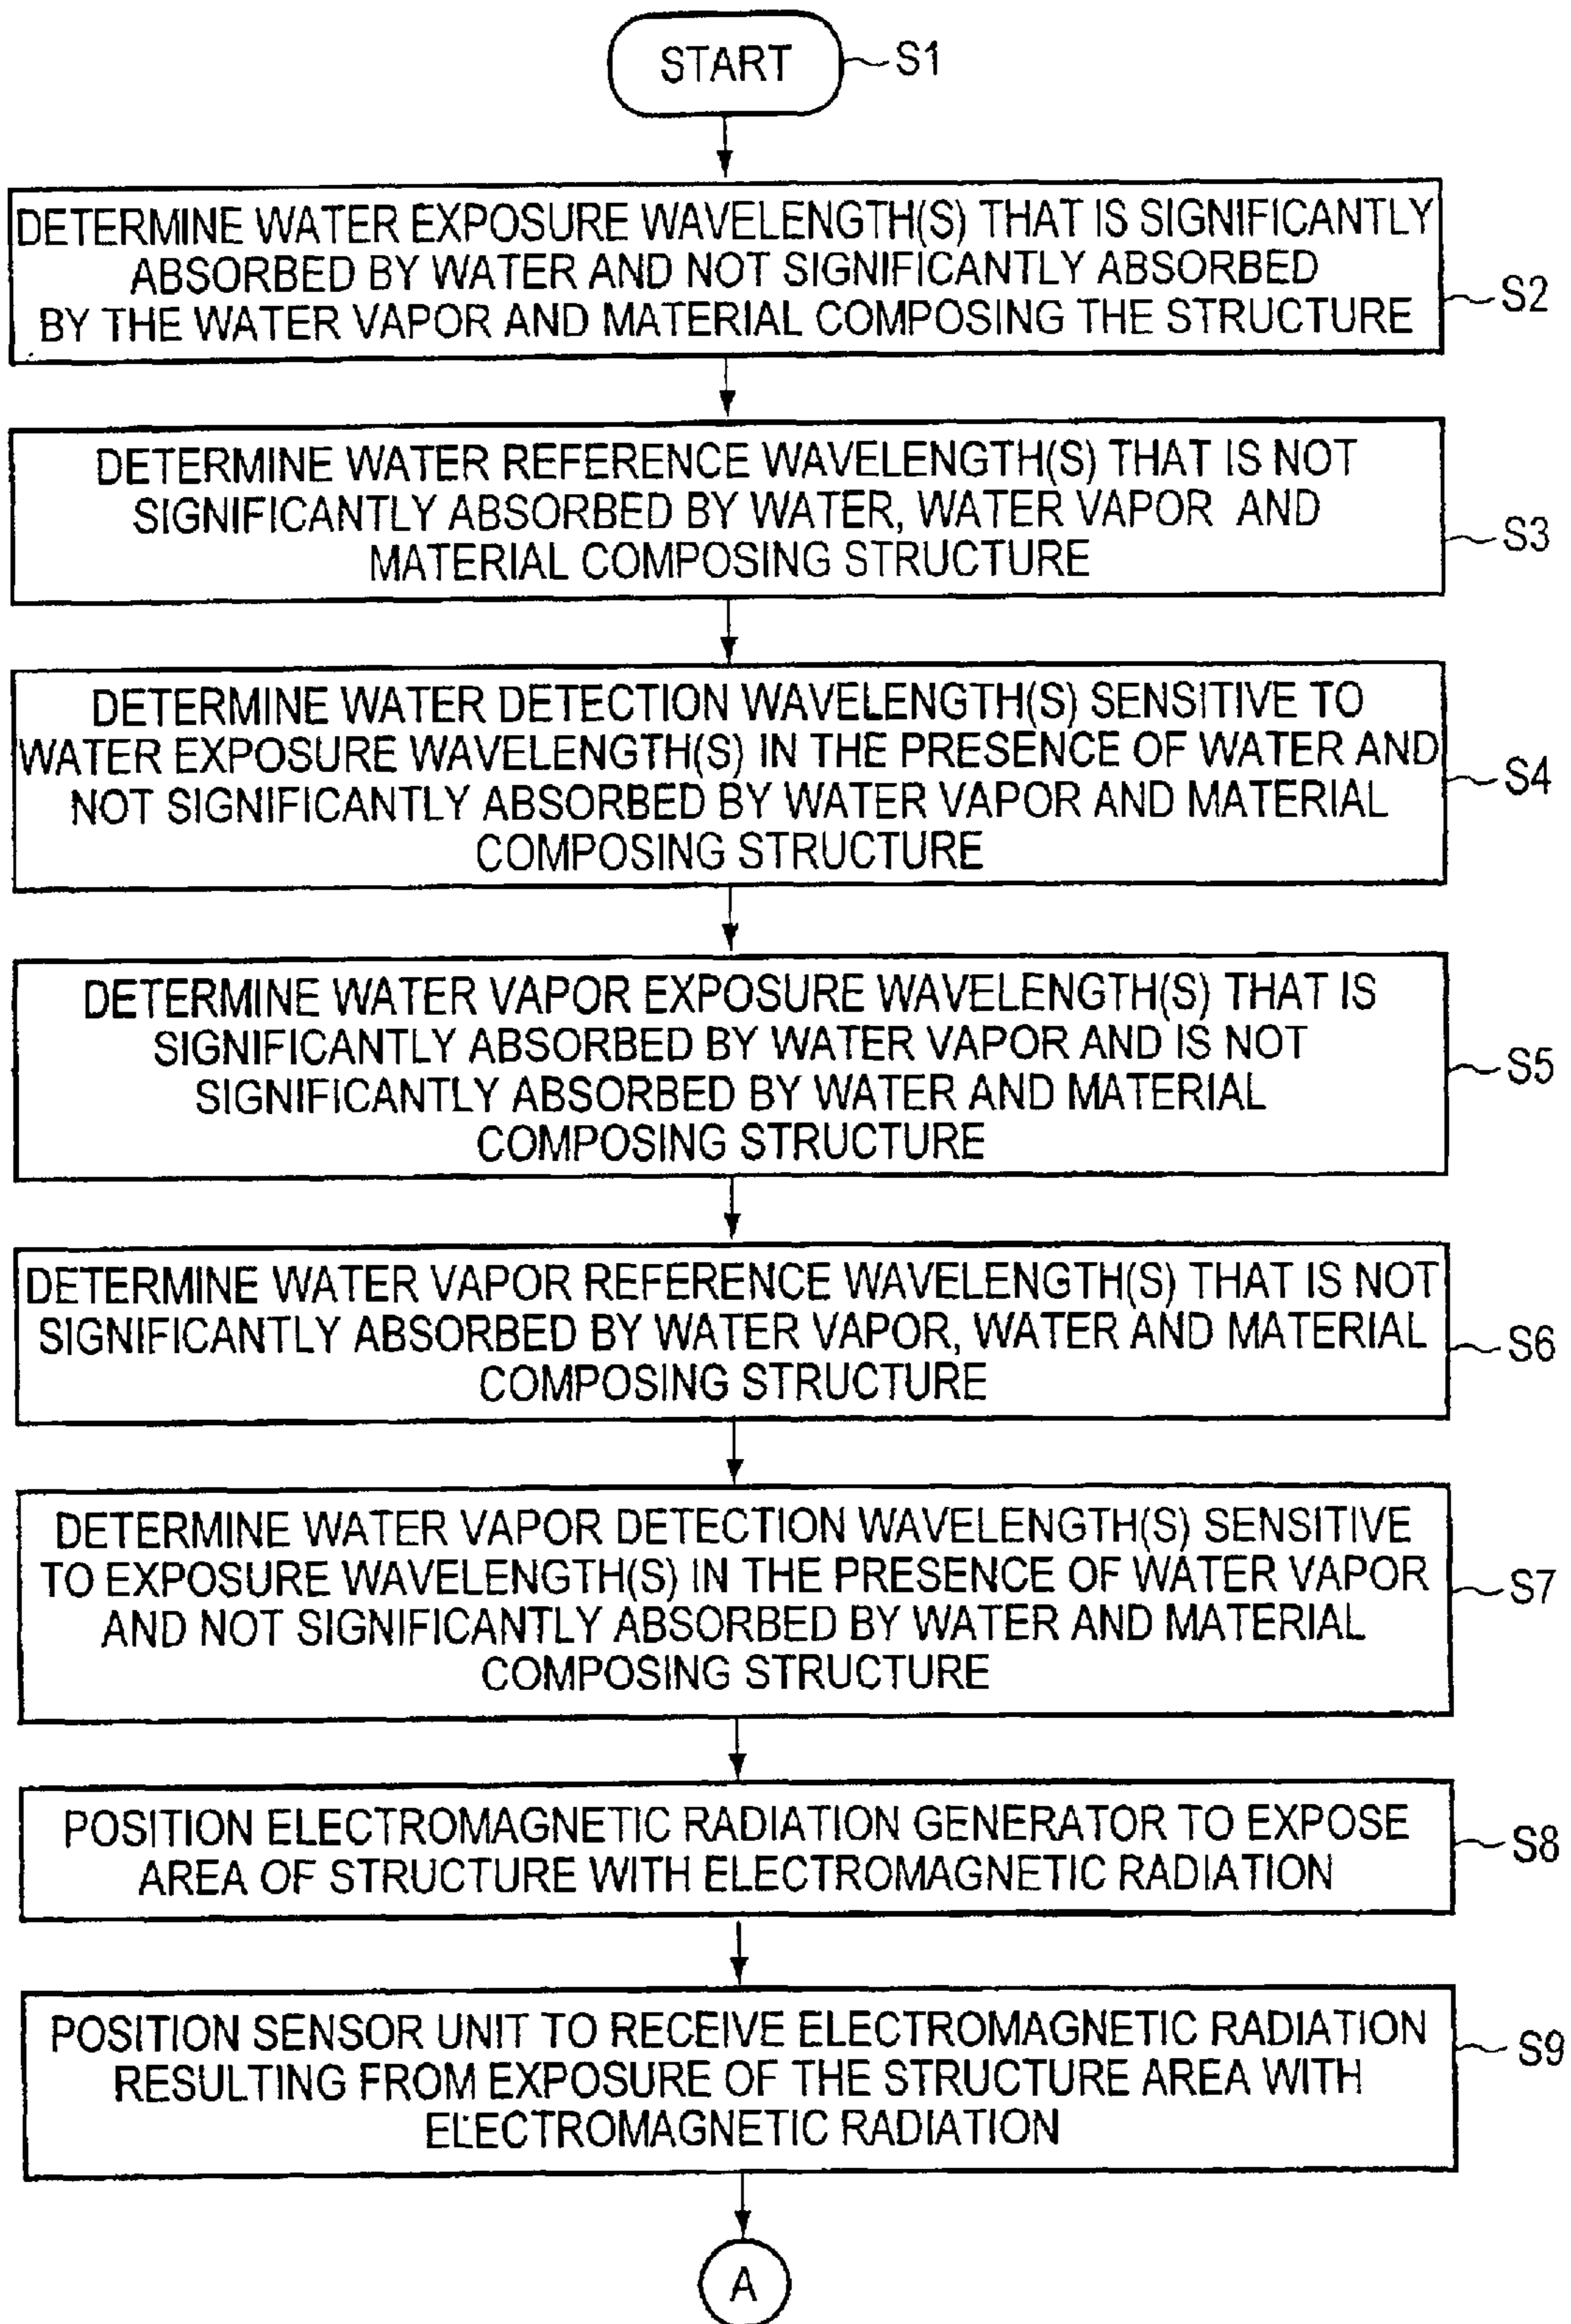 START
S1
DETERMINE WATER EXPOSURE WAVELENGTH(S) THAT IS SIGNIFICANTLY
ABSORBED BY WATER AND NOT SIGNIFICANTLY ABSORBED
BY THE WATER VAPOR AND MATERIAL COMPOSING THE STRUCTURE
S2
DETERMINE WATER REFERENCE WAVELENGTH(S) THAT IS NOT
SIGNIFICANTLY ABSORBED BY WATER, WATER VAPOR AND
MATERIAL COMPOSING STRUCTURE
S3
DETERMINE WATER DETECTION WAVELENGTH(S) SENSITIVE TO
WATER EXPOSURE WAVELENGTH(S) IN THE PRESENCE OF WATER AND
NOT SIGNIFICANTLY ABSORBED BY WATER VAPOR AND MATERIAL
COMPOSING STRUCTURE
S4
DETERMINE WATER VAPOR EXPOSURE WAVELENGTH(S) THAT IS
SIGNIFICANTLY ABSORBED BY WATER VAPOR AND IS NOT
SIGNIFICANTLY ABSORBED BY WATER AND MATERIAL
COMPOSING STRUCTURE
S5
DETERMINE WATER VAPOR REFERENCE WAVELENGTH(S) THAT IS NOT
SIGNIFICANTLY ABSORBED BY WATER VAPOR, WATER AND MATERIAL
COMPOSING STRUCTURE
S6
DETERMINE WATER VAPOR DETECTION WAVELENGTH(S) SENSITIVE
TO EXPOSURE WAVELENGTH(S) IN THE PRESENCE OF WATER VAPOR
AND NOT SIGNIFICANTLY ABSORBED BY WATER AND MATERIAL
COMPOSING STRUCTURE
S7
POSITION ELECTROMAGNETIC RADIATION GENERATOR TO EXPOSE
AREA OF STRUCTURE WITH ELECTROMAGNETIC RADIATION
S8
POSITION SENSOR UNIT TO RECEIVE ELECTROMAGNETIC RADIATION
RESULTING FROM EXPOSURE OF THE STRUCTURE AREA WITH
ELECTROMAGNETIC RADIATION
S9
A